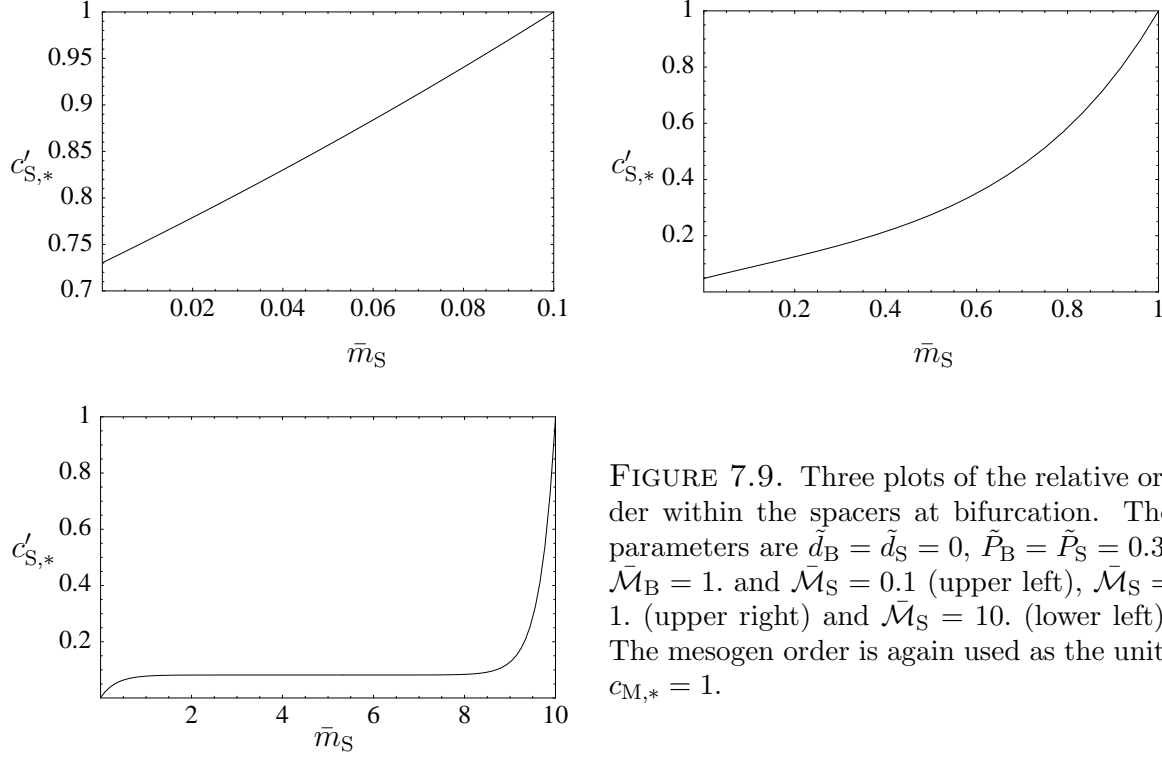 1
0.95
0.9
0.85
0.8
0.75
0.7
c′S,∗
0.02 0.04 0.06 0.08 0.1
m̄S
1
0.8
0.6
0.4
0.2
c′S,∗
0.2 0.4 0.6 0.8 1
m̄S
1
0.8
0.6
0.4
0.2
c′S,∗
2 4 6 8 10
m̄S
FIGURE 7.9. Three plots of the relative or
der within the spacers at bifurcation. The
parameters are d̃B = d̃S = 0, P̃B = P̃S = 0.3
M̄B = 1. and M̄S = 0.1 (upper left), M̄S =
1. (upper right) and M̄S = 10. (lower left)
The mesogen order is again used as the unit
cM,∗ = 1.